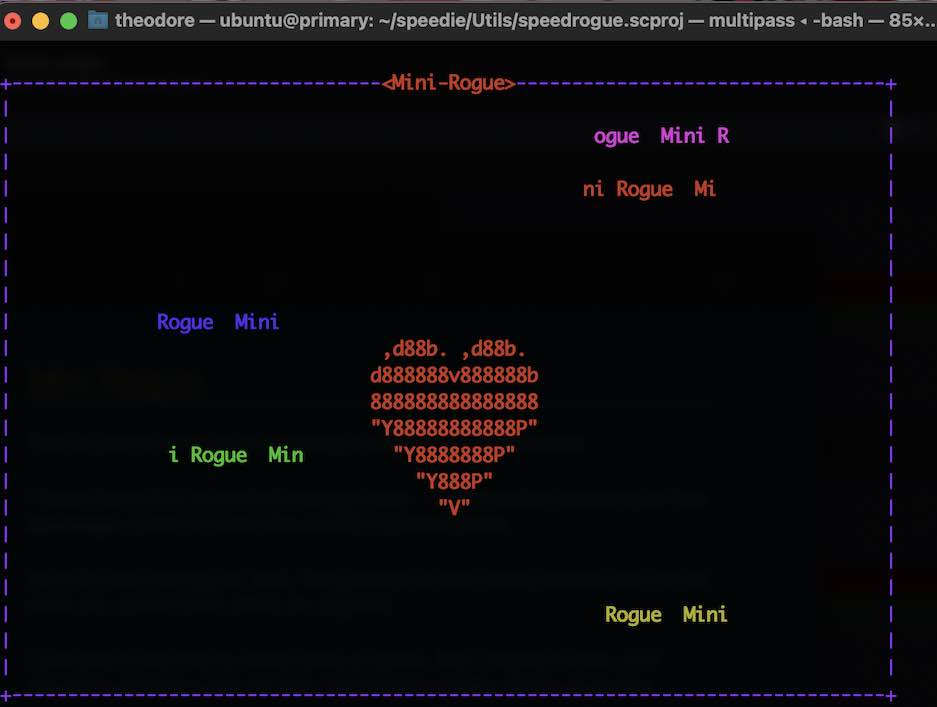 theodore — ubuntu@primary: ~/speedie/Utils/speedrogue.scproj — multipass ◂ -bash — 85×...
<Mini-Rogue>
ogue  Mini R
ni Rogue  Mi
Rogue  Mini
,d88b. ,d88b.
d888888v888888b
888888888888888
"Y88888888888P"
"Y8888888P"
"Y888P"
"V"
i Rogue  Min
Rogue  Mini